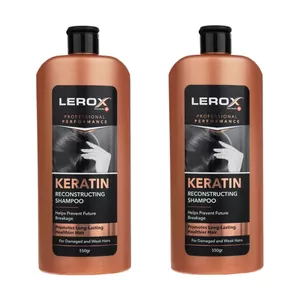 LEROX
PROFESSIONAL
PERFORMANCE
KERATIN
RECONSTRUCTING
SHAMPOO
Helps Prevent Future
Breakage
Promotes Long-Lasting
Healthier Hair
For Damaged and Weak Hairs
550gr
LEROX
PROFESSIONAL
PERFORMANCE
KERATIN
RECONSTRUCTING
SHAMPOO
Helps Prevent Future
Breakage
Promotes Long-Lasting
Healthier Hair
For Damaged and Weak Hairs
550gr